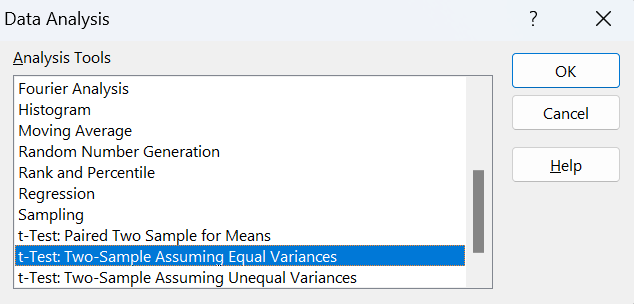 Data Analysis
?
Analysis Tools
Fourier Analysis
Histogram
Moving Average
Random Number Generation
Rank and Percentile
Regression
Sampling
t-Test: Paired Two Sample for Means
t-Test: Two-Sample Assuming Equal Variances
t-Test: Two-Sample Assuming Unequal Variances
OK
Cancel
Help